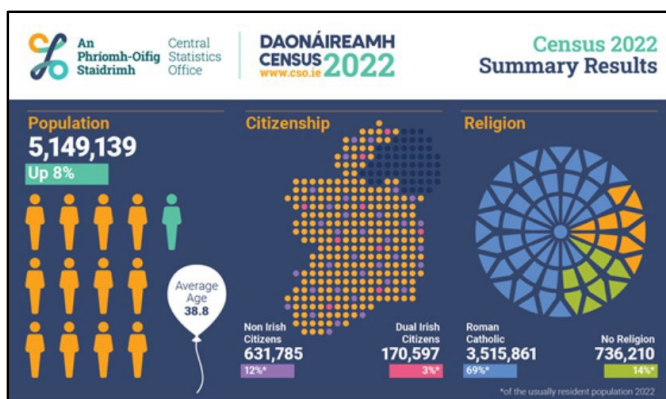 An
Phríomh-Oifig
Staidrimh
Central
Statistics
Office
DAONÁIREAMH
CENSUS 2022
www.cso.ie
Census 2022
Summary Results
Population
5,149,139
Up 8%
Average
Age
38.8
Citizenship
Non Irish
Citizens
631,785
12%*
Dual Irish
Citizens
170,597
3%*
Religion
Roman
Catholic
3,515,861
69%*
No Religion
736,210
14%*
*of the usually resident population 2022